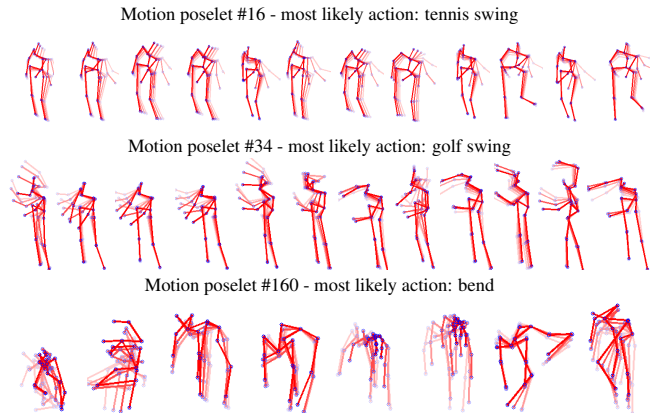 Motion poselet #16 - most likely action: tennis swing
Motion poselet #34 - most likely action: golf swing
Motion poselet #160 - most likely action: bend